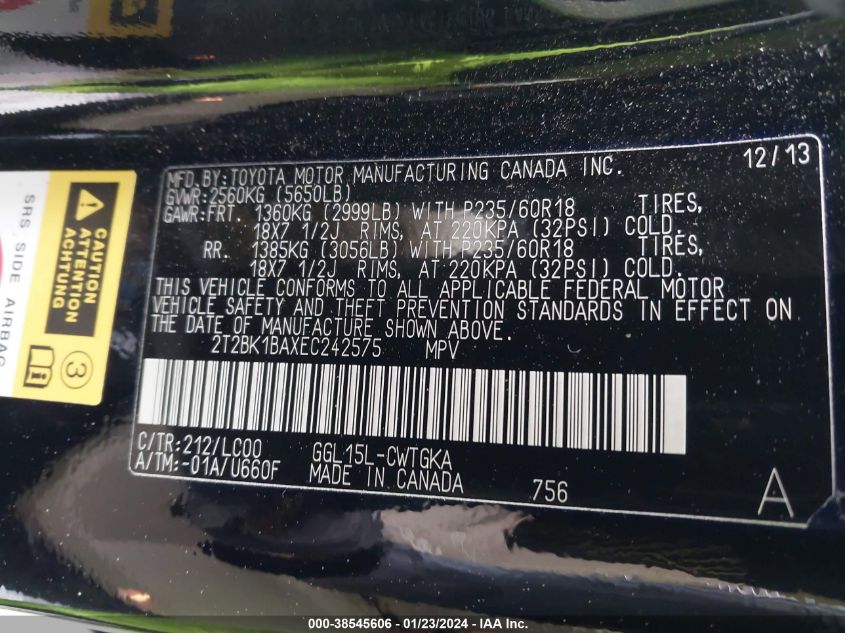 MFD.BY:TOYOTA MOTOR MANUFACTURING CANADA INC. 12/13
GVWR:2560KG (5650LB)
GAWR:FRT. 1360KG (2999LB) WITH P235/60R18 TIRES,
18X7 1/2J RIMS, AT 220KPA (32PSI) COLD.
RR. 1385KG (3056LB) WITH P235/60R18 TIRES,
18X7 1/2J RIMS, AT 220KPA (32PSI) COLD.
THIS VEHICLE CONFORMS TO ALL APPLICABLE FEDERAL MOTOR
VEHICLE SAFETY AND THEFT PREVENTION STANDARDS IN EFFECT ON
THE DATE OF MANUFACTURE SHOWN ABOVE.
2T2BK1BAXEC242575 MPV
C/TR:212/LC00 GGL15L-CWTGKA
A/TM:-01A/U660F MADE IN CANADA 756 A
CAUTION
ATTENTION
ACHTUNG
SRS SIDE AIRBAG
3
000-38545606 / 01/23/2024 - IAA Inc.